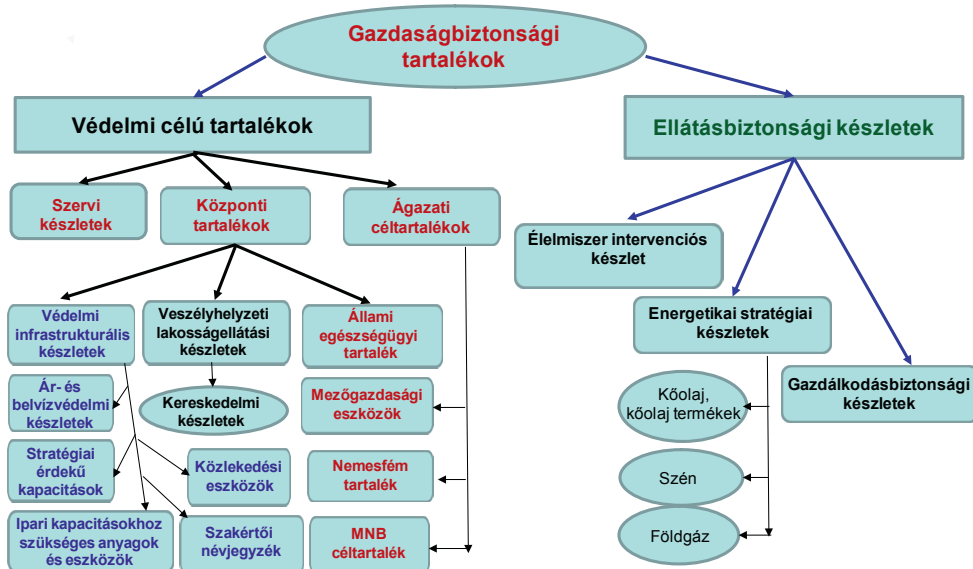 Gazdaságbiztonsági
tartalékok
Védelmi célú tartalékok
Ellátásbiztonsági készletek
Szervi
készletek
Központi
tartalékok
Ágazati
céltartalékok
Élelmiszer intervenciós
készlet
Védelmi
infrastrukturális
készletek
Veszélyhelyzeti
lakosságellátási
készletek
Állami
egészségügyi
tartalék
Energetikai stratégiai
készletek
Gazdálkodásbiztonsági
készletek
Ár- és
belvízvédelmi
készletek
Kereskedelmi
készletek
Mezőgazdasági
eszközök
Kőolaj,
kőolaj termékek
Stratégiai
érdekű
kapacitások
Közlekedési
eszközök
Nemesfém
tartalék
Szén
Ipari kapacitásokhoz
szükséges anyagok
és eszközök
Szakértői
névjegyzék
MNB
céltartalék
Földgáz